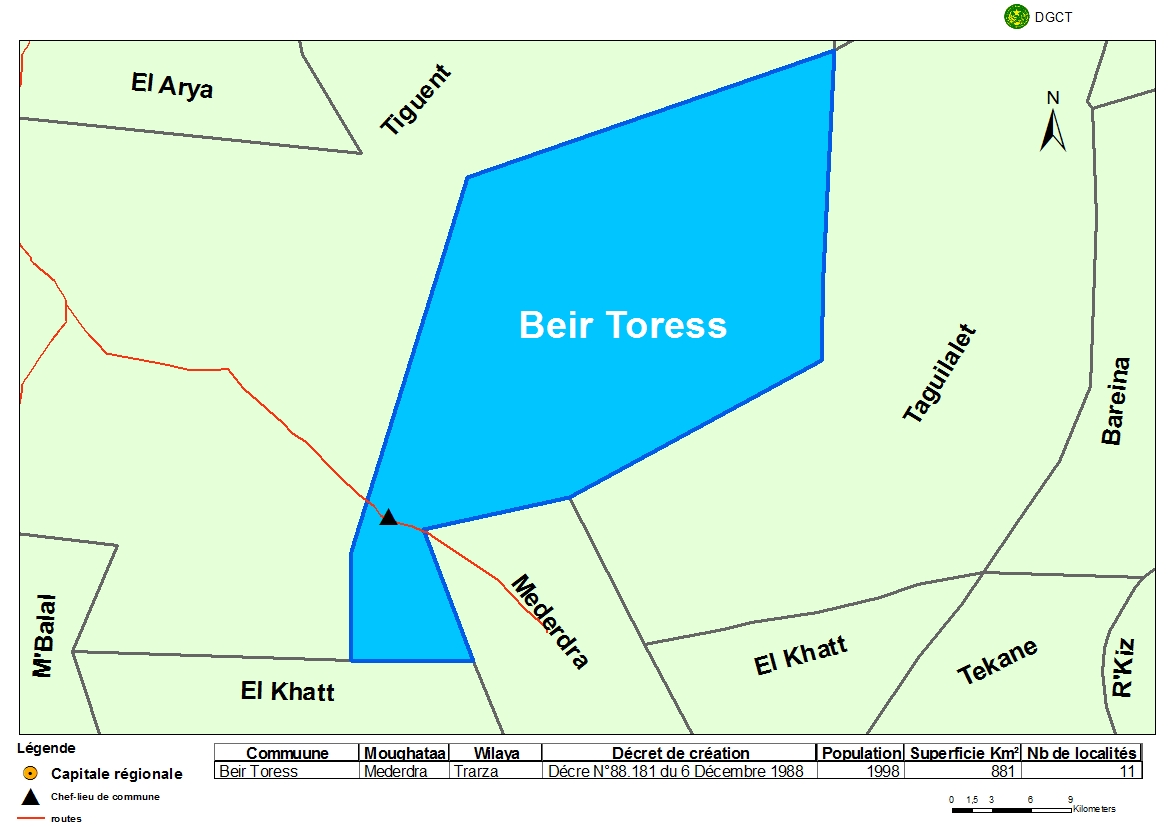 DGCT
El Arya
Tiguent
N
Beir Toress
Taguilalet
Bareina
M'Balal
Mederdra
El Khatt
El Khatt
Tekane
R'Kiz
Légende
Capitale régionale
Chef-lieu de commune
routes
Commuune Moughataa Wilaya Décret de création Population Superficie Km² Nb de localités
Beir Toress Mederdra Trarza Décre N°88.181 du 6 Décembre 1988 1998 881 11
0 1,5 3 6 9
Kilometers